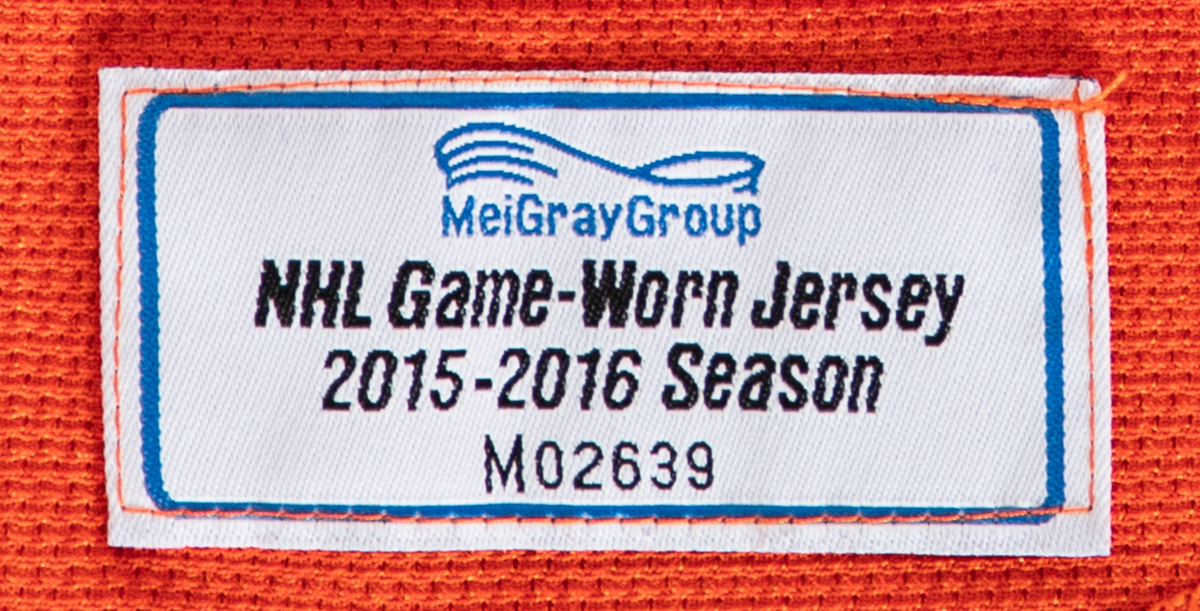 MeiGrayGroup
NHL Game-Worn Jersey
2015-2016 Season
M02639